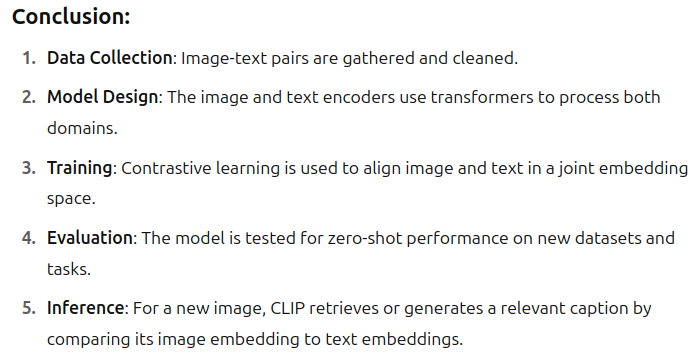 Conclusion:
1. Data Collection: Image-text pairs are gathered and cleaned.
2. Model Design: The image and text encoders use transformers to process both
domains.
3. Training: Contrastive learning is used to align image and text in a joint embedding
space.
4. Evaluation: The model is tested for zero-shot performance on new datasets and
tasks.
5. Inference: For a new image, CLIP retrieves or generates a relevant caption by
comparing its image embedding to text embeddings.